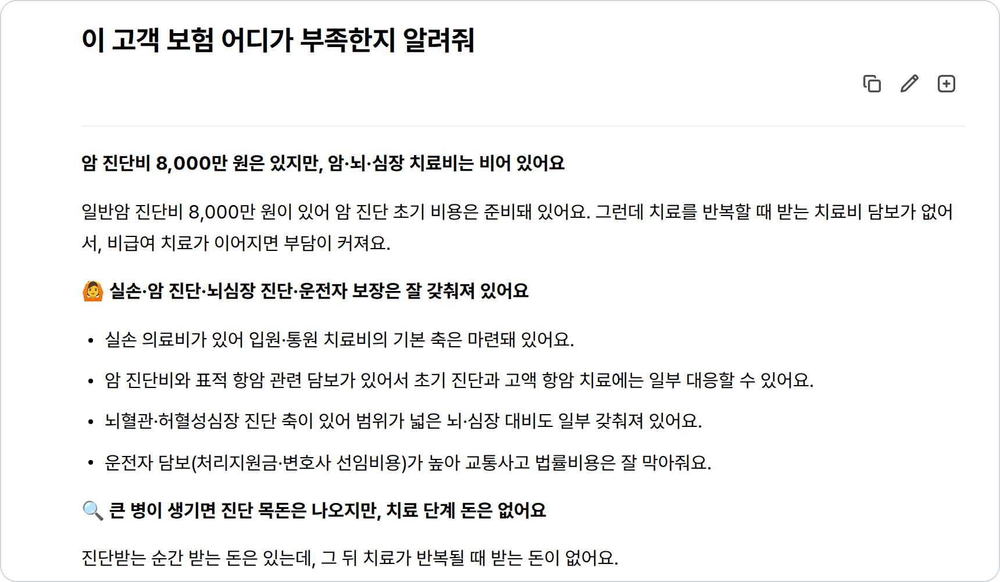 이 고객 보험 어디가 부족한지 알려줘
암 진단비 8,000만 원은 있지만, 암·뇌·심장 치료비는 비어 있어요
일반암 진단비 8,000만 원이 있어 암 진단 초기 비용은 준비돼 있어요. 그런데 치료를 반복할 때 받는 치료비 담보가 없어
서, 비급여 치료가 이어지면 부담이 커져요.
🙆 실손·암 진단·뇌심장 진단·운전자 보장은 잘 갖춰져 있어요
• 실손 의료비가 있어 입원·통원 치료비의 기본 축은 마련돼 있어요.
• 암 진단비와 표적 항암 관련 담보가 있어서 초기 진단과 고액 항암 치료에는 일부 대응할 수 있어요.
• 뇌혈관·허혈성심장 진단 축이 있어 범위가 넓은 뇌·심장 대비도 일부 갖춰져 있어요.
• 운전자 담보(처리지원금·변호사 선임비용)가 높아 교통사고 법률비용은 잘 막아줘요.
🔍 큰 병이 생기면 진단 목돈은 나오지만, 치료 단계 돈은 없어요
진단받는 순간 받는 돈은 있는데, 그 뒤 치료가 반복될 때 받는 돈이 없어요.